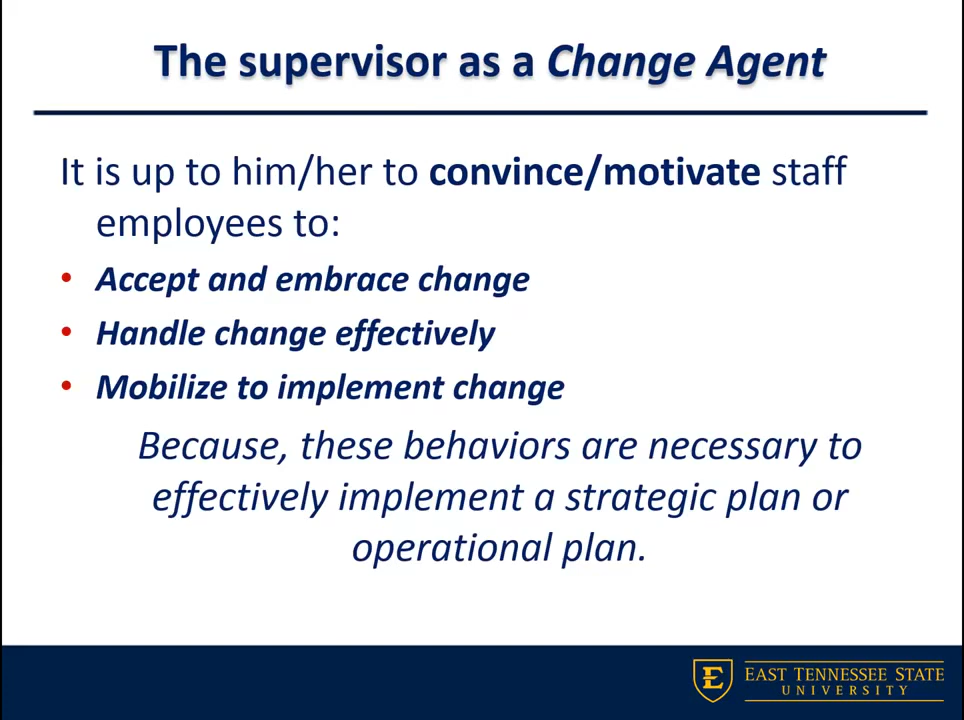 The supervisor as a Change Agent
It is up to him/her to convince/motivate staff
employees to:
• Accept and embrace change
• Handle change effectively
• Mobilize to implement change
Because, these behaviors are necessary to
effectively implement a strategic plan or
operational plan.
E
EAST TENNESSEE STATE
UNIVERSITY